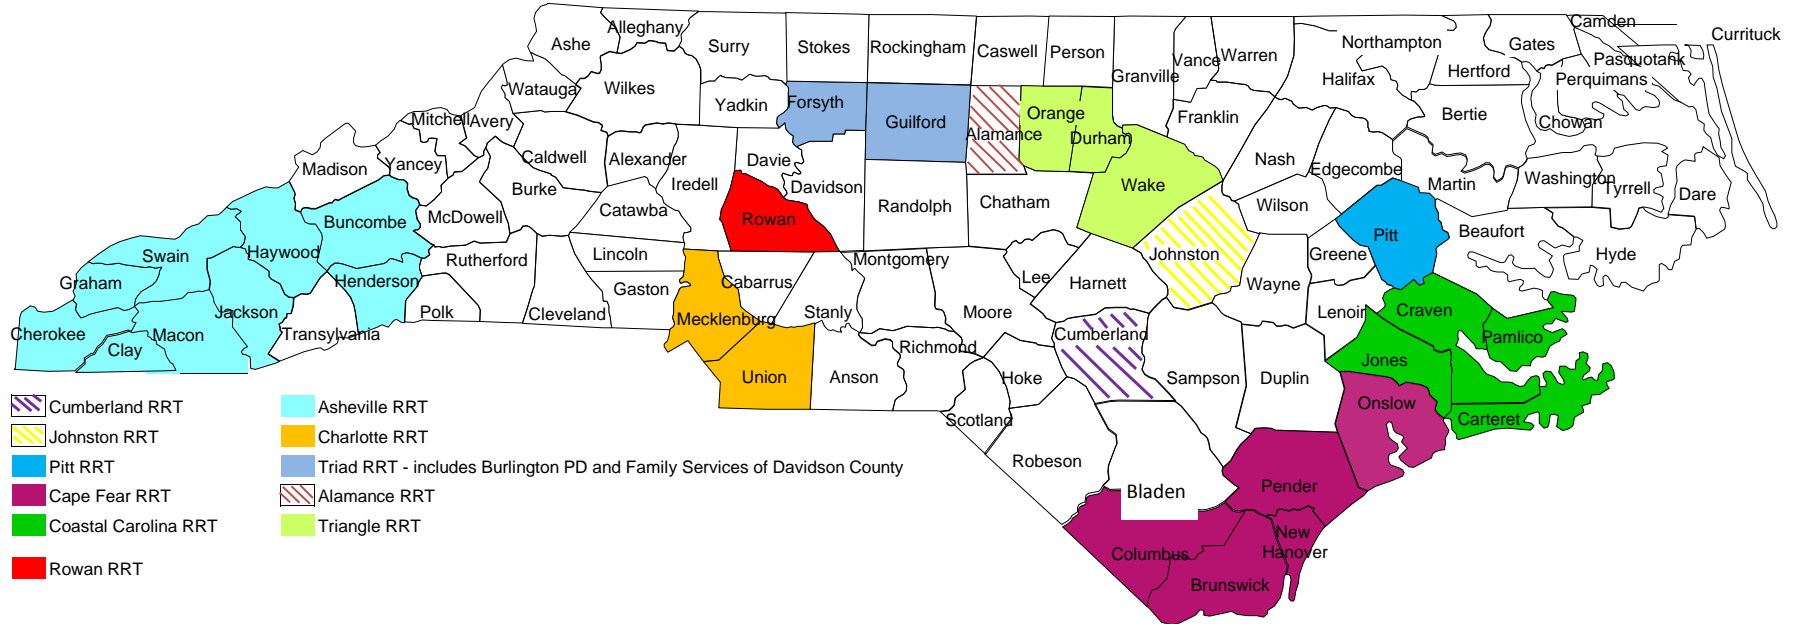 Camden
Currituck
Alleghany
Ashe
Surry
Stokes
Rockingham
Caswell
Person
Granville
Vance
Warren
Northampton
Gates
Pasquotank
Hertford
Perquimans
Halifax
Watauga
Wilkes
Yadkin
Forsyth
Guilford
Alamance
Orange
Durham
Franklin
Bertie
Chowan
Mitchell
Avery
Madison
Yancey
Caldwell
Alexander
Davie
Iredell
Davidson
Wake
Nash
Edgecombe
Martin
Washington
Tyrrell
Dare
Burke
McDowell
Catawba
Rowan
Randolph
Chatham
Wilson
Buncombe
Haywood
Swain
Pitt
Beaufort
Hyde
Greene
Johnston
Wayne
Rutherford
Lincoln
Montgomery
Lee
Harnett
Graham
Henderson
Gaston
Cabarrus
Jackson
Polk
Cleveland
Stanly
Moore
Lenoir
Craven
Cherokee
Clay
Macon
Transylvania
Mecklenburg
Cumberland
Pamlico
Richmond
Jones
Union
Anson
Hoke
Sampson
Duplin
Onslow
Scotland
Carteret
Robeson
Bladen
Pender
Columbus
New
Hanover
Brunswick
Cumberland RRT
Johnston RRT
Pitt RRT
Cape Fear RRT
Coastal Carolina RRT
Rowan RRT
Asheville RRT
Charlotte RRT
Triad RRT - includes Burlington PD and Family Services of Davidson County
Alamance RRT
Triangle RRT